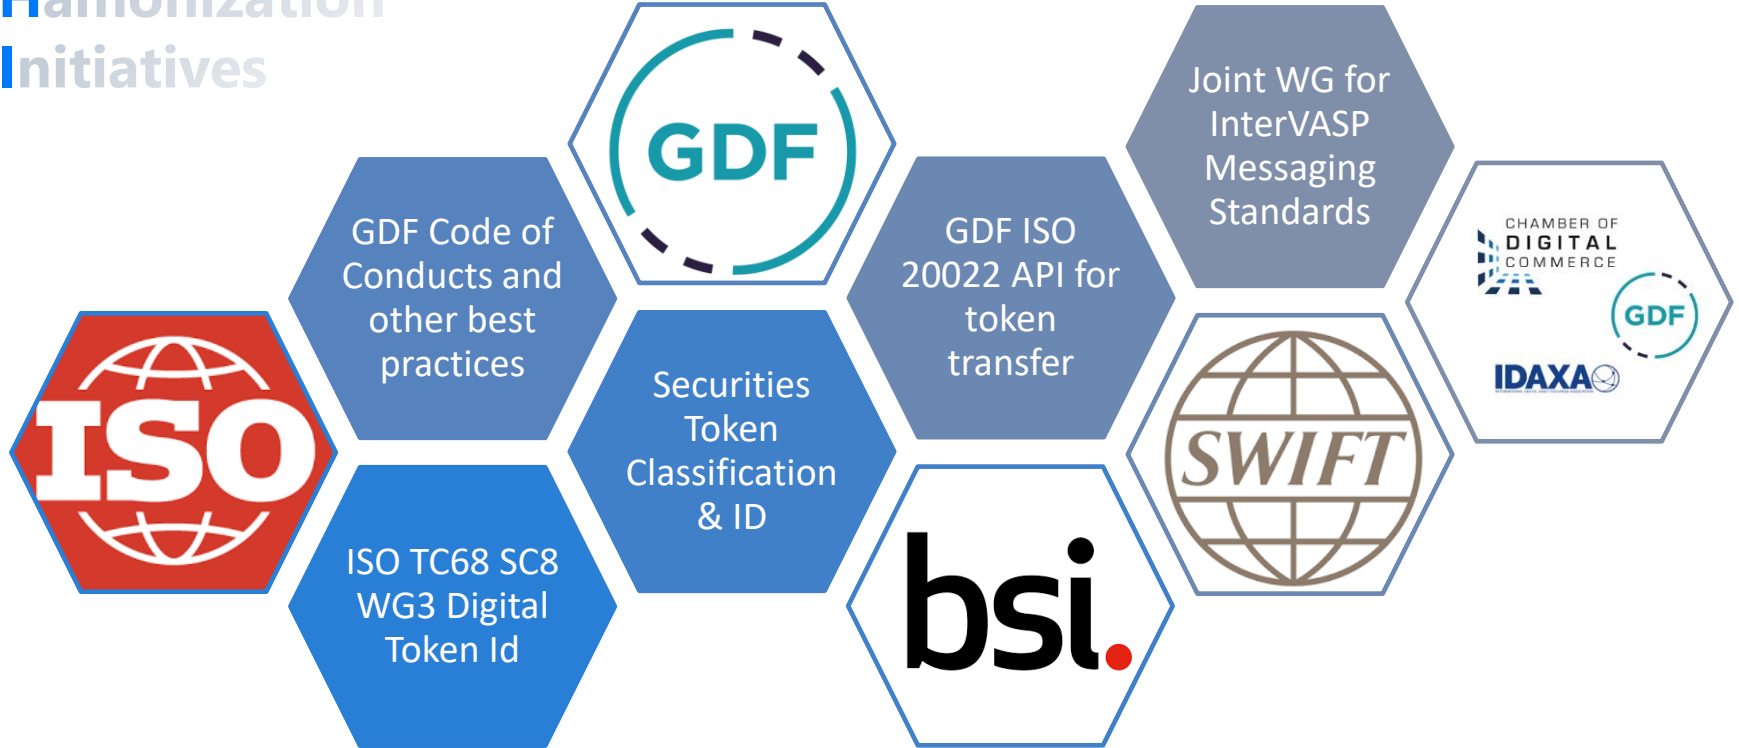 Hamonization
Initiatives
GDF
GDF Code of
Conducts and
other best
practices
ISO
ISO TC68 SC8
WG3 Digital
Token Id
Securities
Token
Classification
& ID
GDF ISO
20022 API for
token
transfer
bsi.
Joint WG for
InterVASP
Messaging
Standards
SWIFT
CHAMBER OF
DIGITAL
COMMERCE
GDF
IDAXA